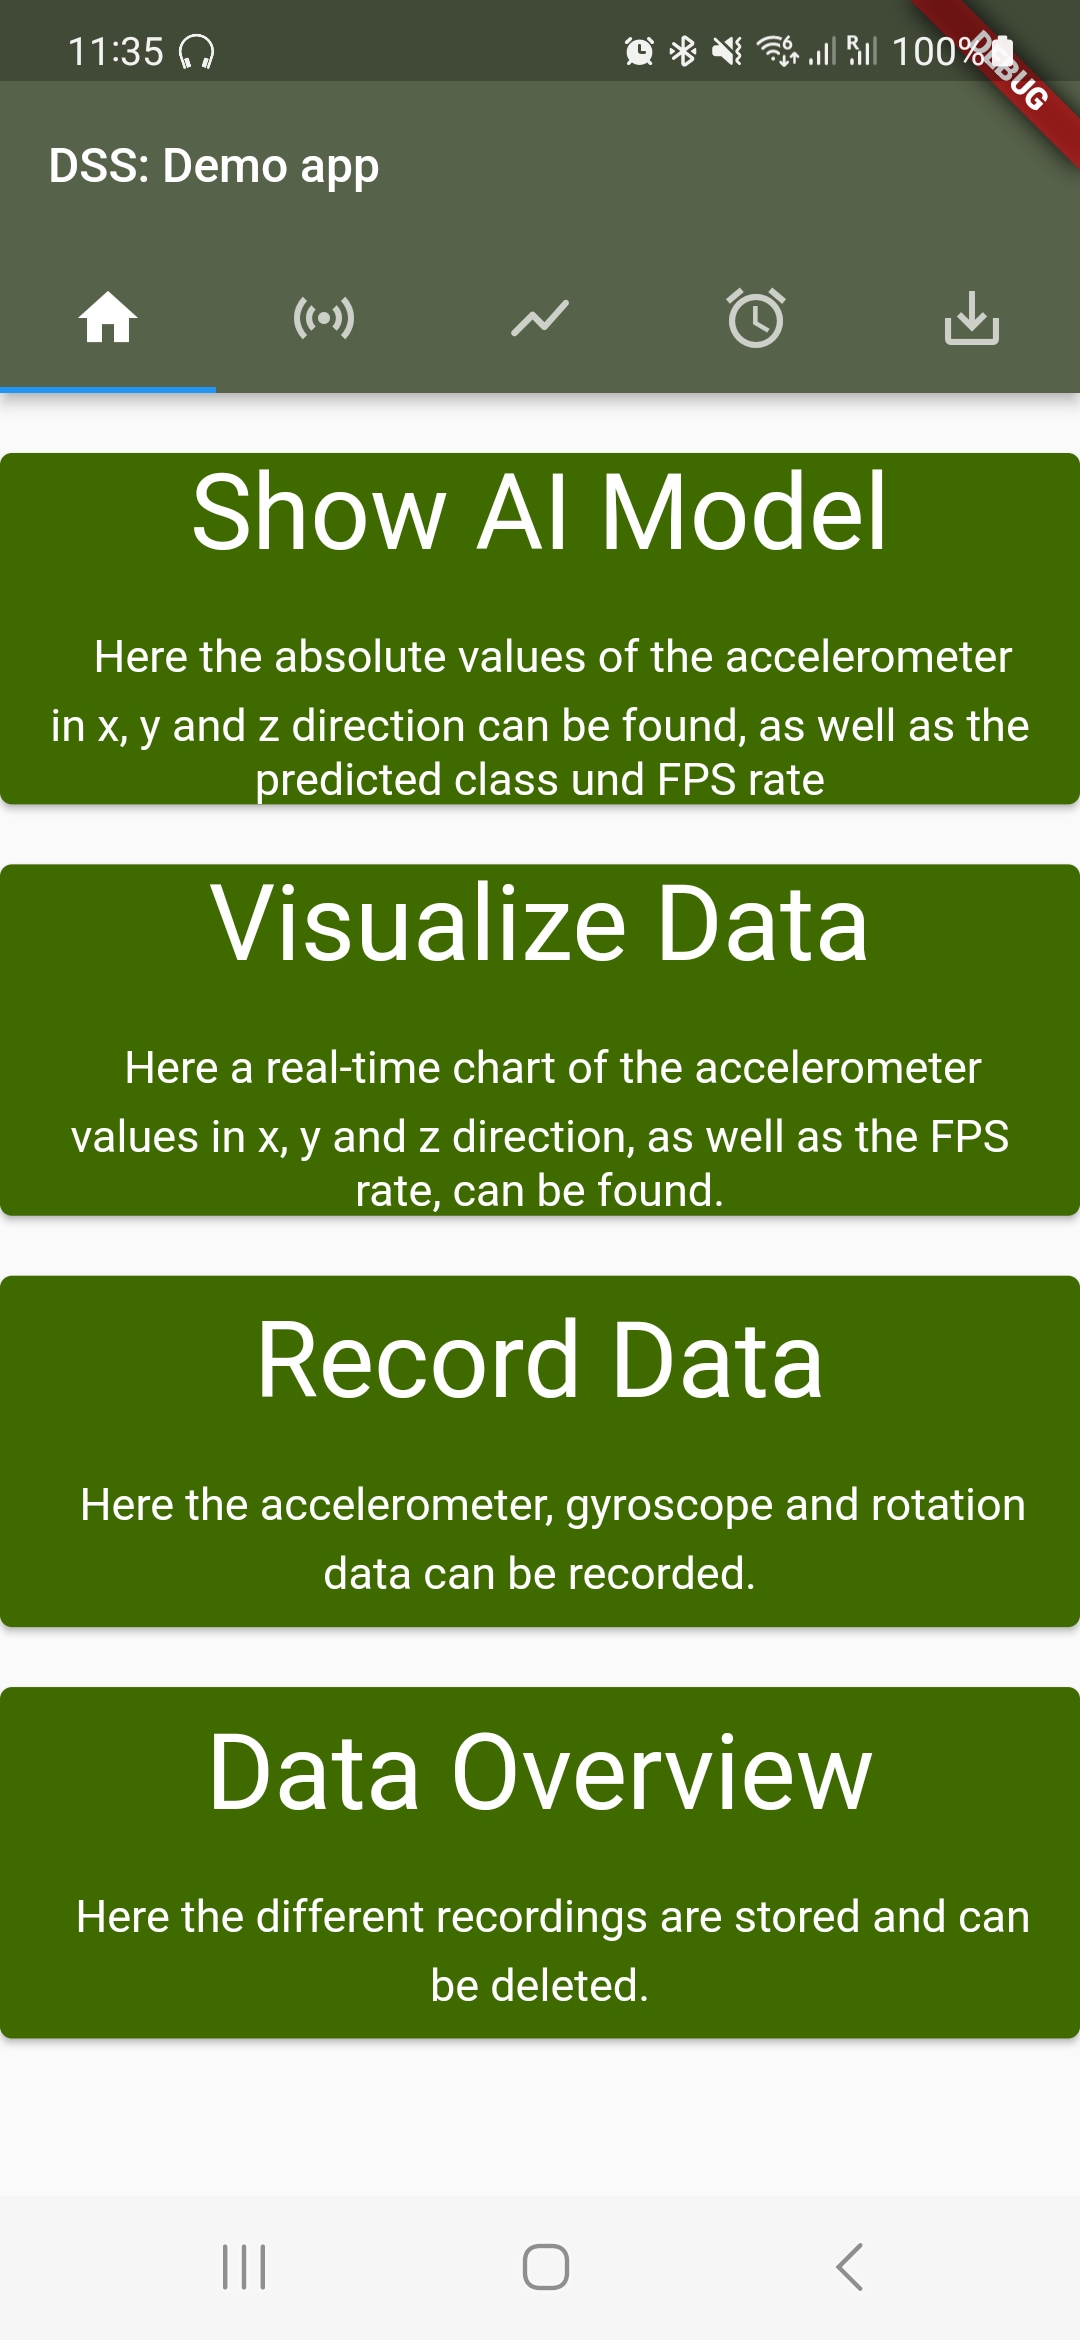 11:35 6 R 100%
DEBUG
DSS: Demo app
Show AI Model
Here the absolute values of the accelerometer
in x, y and z direction can be found, as well as the
predicted class und FPS rate
Visualize Data
Here a real-time chart of the accelerometer
values in x, y and z direction, as well as the FPS
rate, can be found.
Record Data
Here the accelerometer, gyroscope and rotation
data can be recorded.
Data Overview
Here the different recordings are stored and can
be deleted.